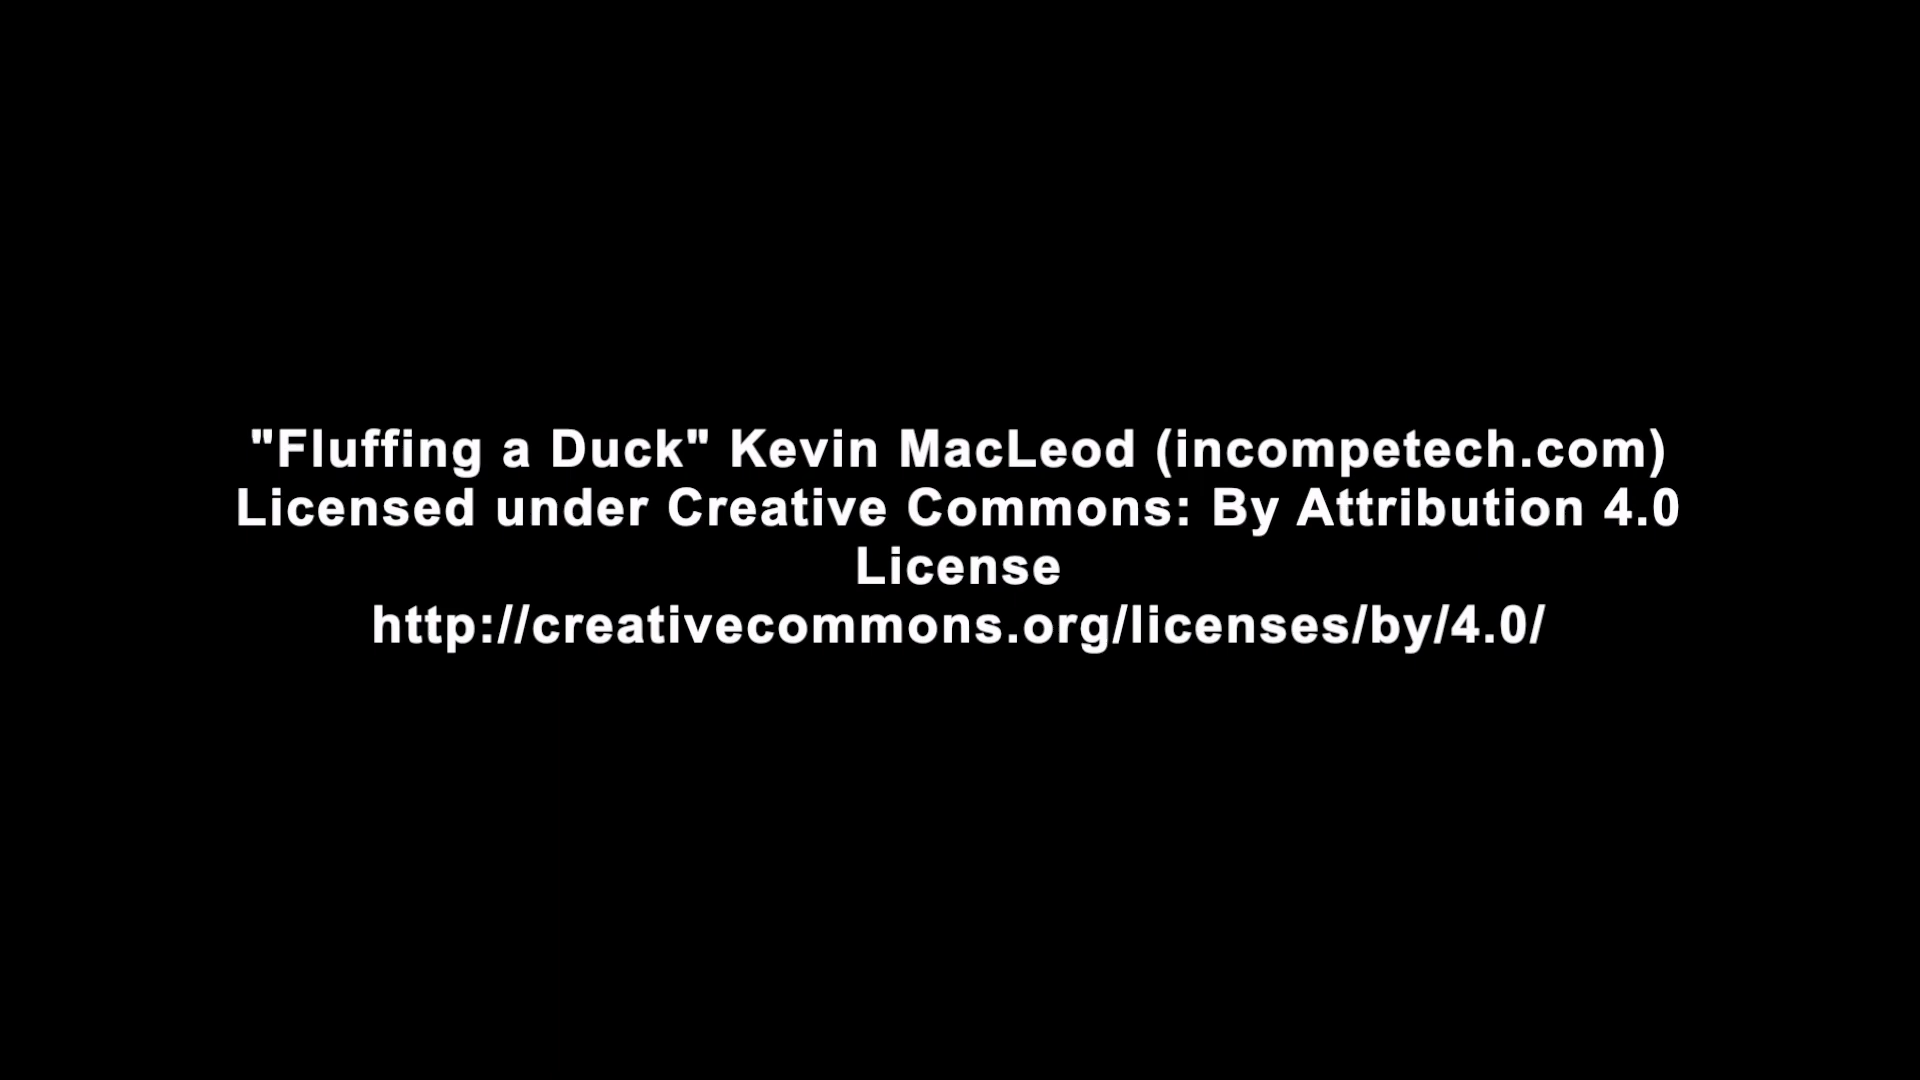 "Fluffing a Duck" Kevin MacLeod (incompetech.com)
Licensed under Creative Commons: By Attribution 4.0
License
http://creativecommons.org/licenses/by/4.0/